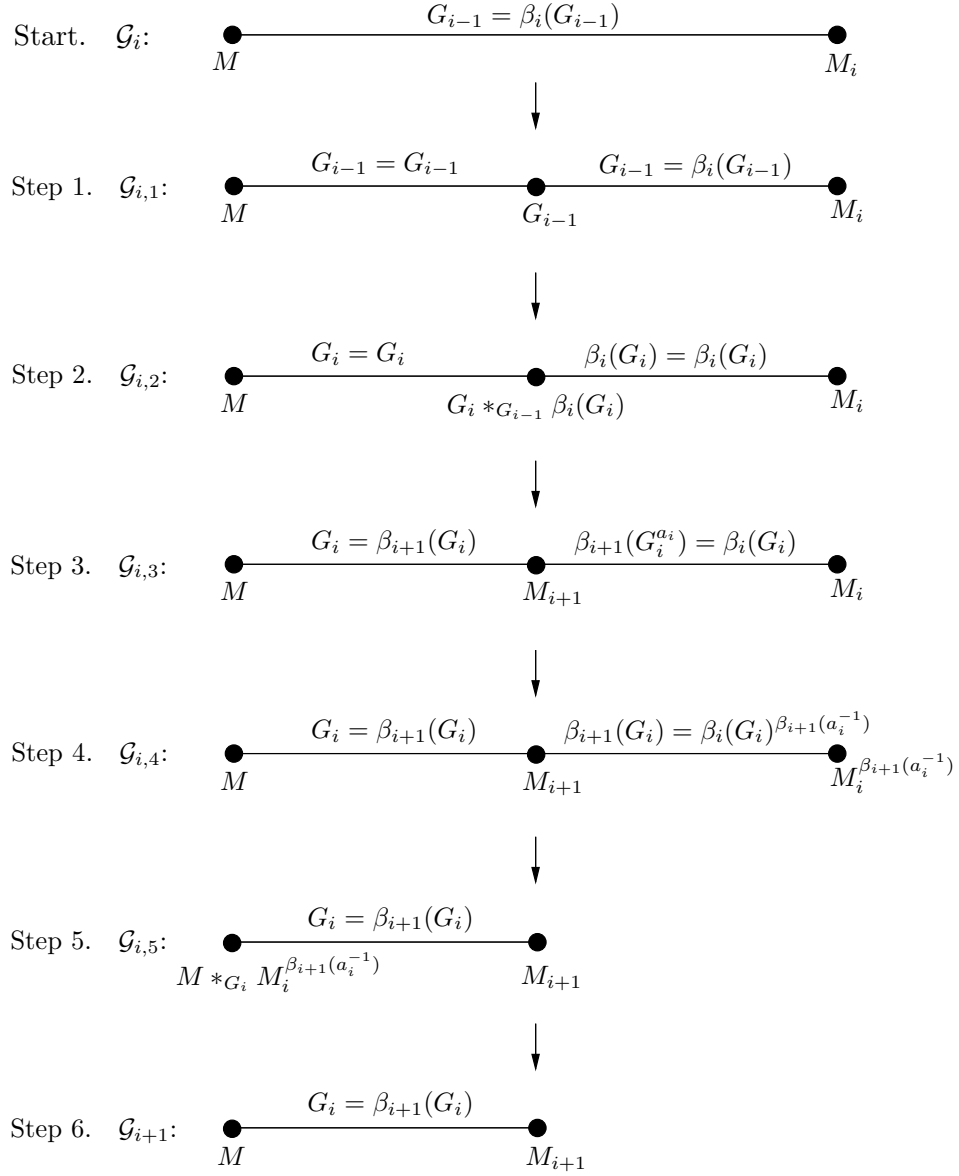 G_{i−1} = β_i(G_{i−1})
Start. 𝒢_i:
M M_i
G_{i−1} = G_{i−1} G_{i−1} = β_i(G_{i−1})
Step 1. 𝒢_{i,1}:
M G_{i−1} M_i
G_i = G_i β_i(G_i) = β_i(G_i)
Step 2. 𝒢_{i,2}:
M G_i *_{G_{i−1}} β_i(G_i) M_i
G_i = β_{i+1}(G_i) β_{i+1}(G_i^{a_i}) = β_i(G_i)
Step 3. 𝒢_{i,3}:
M M_{i+1} M_i
G_i = β_{i+1}(G_i) β_{i+1}(G_i) = β_i(G_i)^{β_{i+1}(a_i^{−1})}
Step 4. 𝒢_{i,4}:
M M_{i+1} M_i^{β_{i+1}(a_i^{−1})}
G_i = β_{i+1}(G_i)
Step 5. 𝒢_{i,5}:
M *_{G_i} M_i^{β_{i+1}(a_i^{−1})} M_{i+1}
G_i = β_{i+1}(G_i)
Step 6. 𝒢_{i+1}:
M M_{i+1}